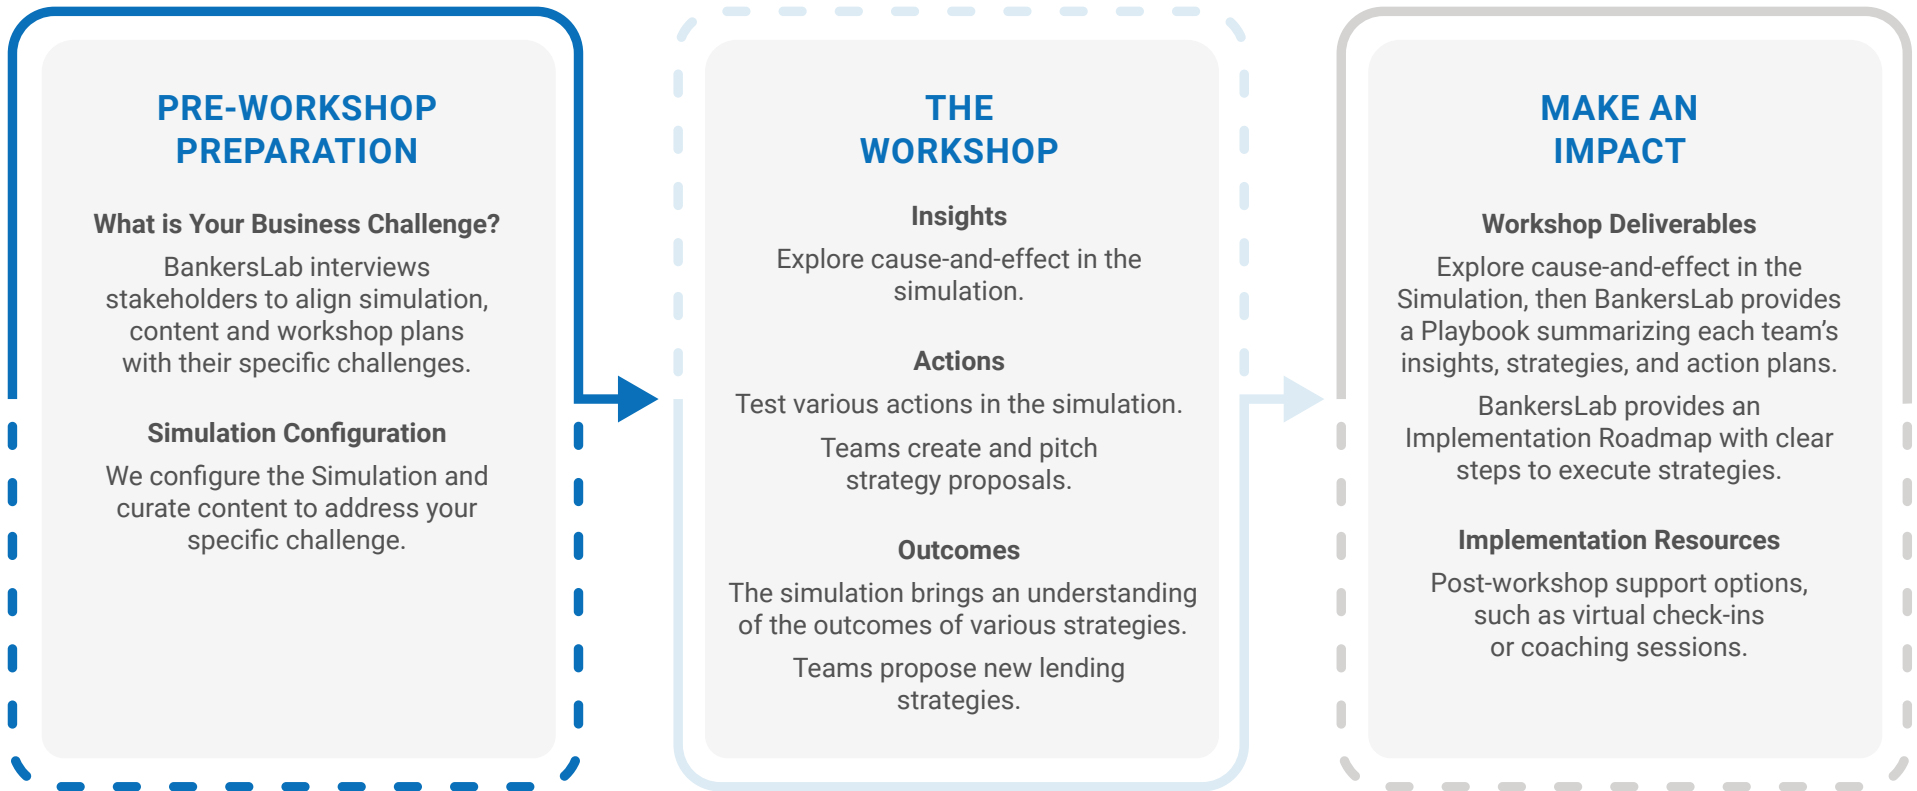 PRE-WORKSHOP
PREPARATION
What is Your Business Challenge?
BankersLab interviews
stakeholders to align simulation,
content and workshop plans
with their specific challenges.
Simulation Configuration
We configure the Simulation and
curate content to address your
specific challenge.
THE
WORKSHOP
Insights
Explore cause-and-effect in the
simulation.
Actions
Test various actions in the simulation.
Teams create and pitch
strategy proposals.
Outcomes
The simulation brings an understanding
of the outcomes of various strategies.
Teams propose new lending
strategies.
MAKE AN
IMPACT
Workshop Deliverables
Explore cause-and-effect in the
Simulation, then BankersLab provides
a Playbook summarizing each team’s
insights, strategies, and action plans.
BankersLab provides an
Implementation Roadmap with clear
steps to execute strategies.
Implementation Resources
Post-workshop support options,
such as virtual check-ins
or coaching sessions.